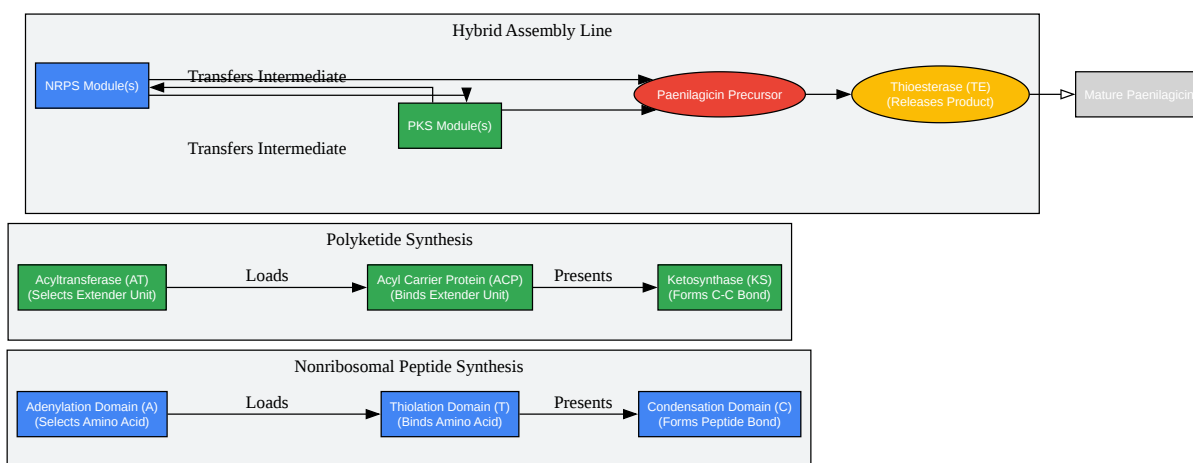 Hybrid Assembly Line
NRPS Module(s)
Transfers Intermediate
PKS Module(s)
Transfers Intermediate
Paenilagicin Precursor
Thioesterase (TE)
(Releases Product)
Mature Paenilagicin
Polyketide Synthesis
Acyltransferase (AT)
(Selects Extender Unit)
Loads
Acyl Carrier Protein (ACP)
(Binds Extender Unit)
Presents
Ketosynthase (KS)
(Forms C-C Bond)
Nonribosomal Peptide Synthesis
Adenylation Domain (A)
(Selects Amino Acid)
Loads
Thiolation Domain (T)
(Binds Amino Acid)
Presents
Condensation Domain (C)
(Forms Peptide Bond)